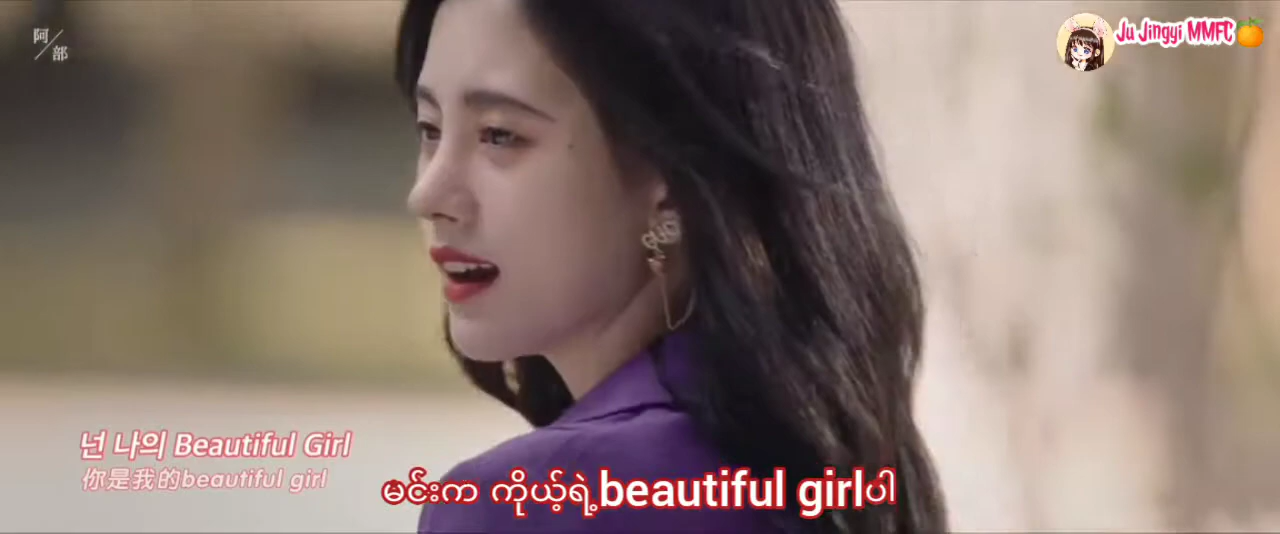 阿
部
Ju Jingyi MMFC
넌 나의 Beautiful Girl
你是我的beautiful girl
မင်းက ကိုယ့်ရဲ့beautiful girlပါ